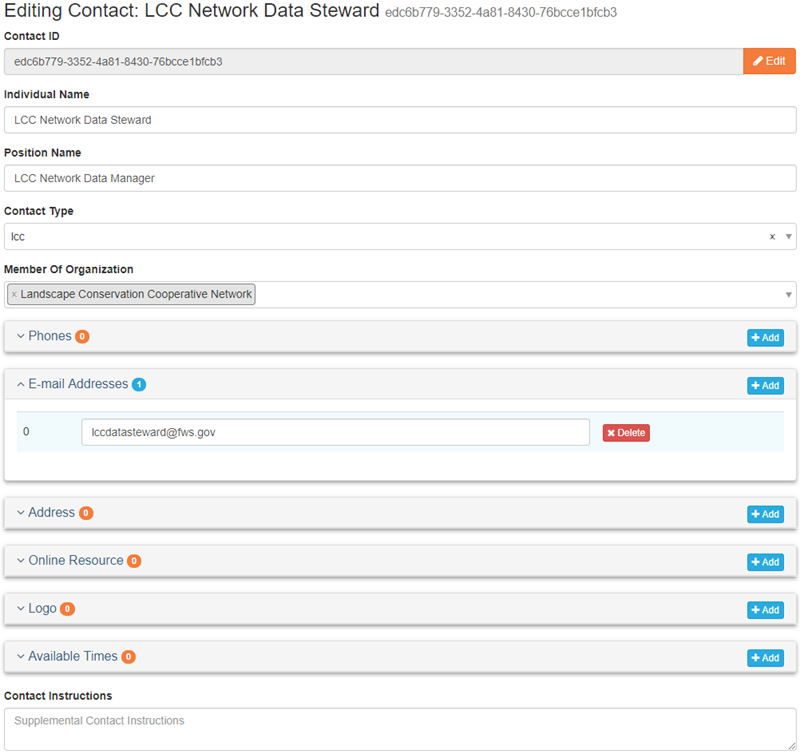 Editing Contact: LCC Network Data Steward edc6b779-3352-4a81-8430-76bcce1bfcb3
Contact ID
edc6b779-3352-4a81-8430-76bcce1bfcb3 Edit
Individual Name
LCC Network Data Steward
Position Name
LCC Network Data Manager
Contact Type
lcc ×
Member Of Organization
× Landscape Conservation Cooperative Network
Phones 0 + Add
E-mail Addresses 1 + Add
0 lccdatasteward@fws.gov × Delete
Address 0 + Add
Online Resource 0 + Add
Logo 0 + Add
Available Times 0 + Add
Contact Instructions
Supplemental Contact Instructions